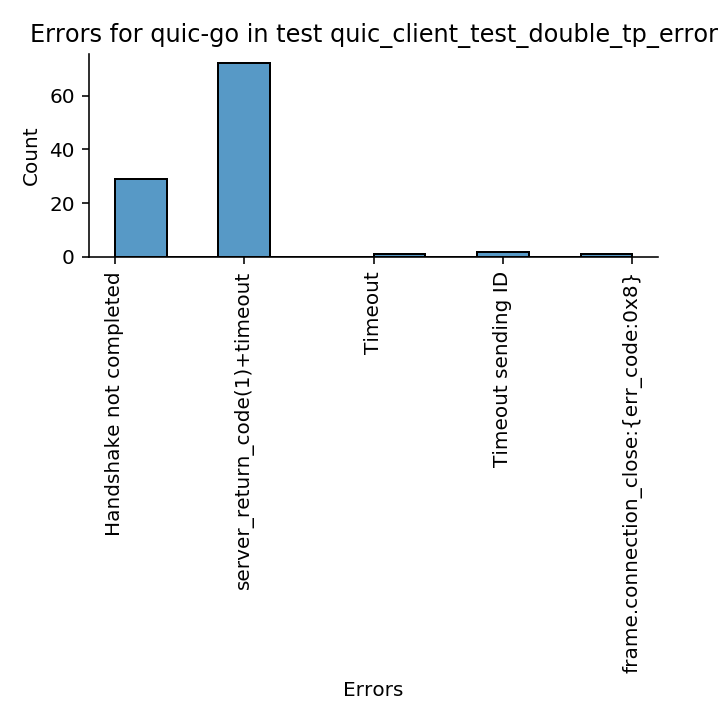 Errors for quic-go in test quic_client_test_double_tp_error
Count
60
40
20
0
Handshake not completed
server_return_code(1)+timeout
Timeout
Timeout sending ID
frame.connection_close:{err_code:0x8}
Errors